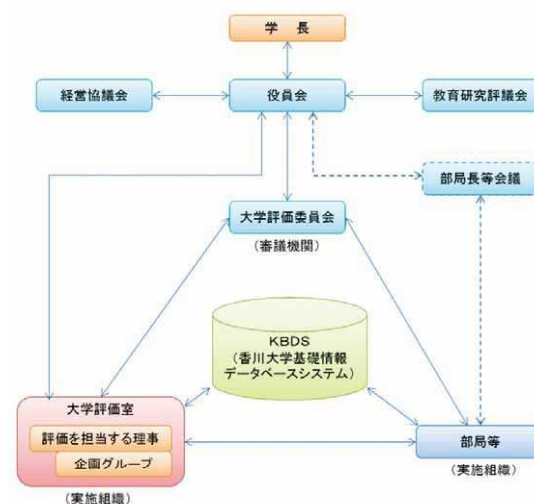 学　長
経営協議会
役員会
教育研究評議会
部局長等会議
大学評価委員会
(審議機関)
KBDS
(香川大学基礎情報
データベースシステム)
大学評価室
評価を担当する理事
企画グループ
(実施組織)
部局等
(実施組織)